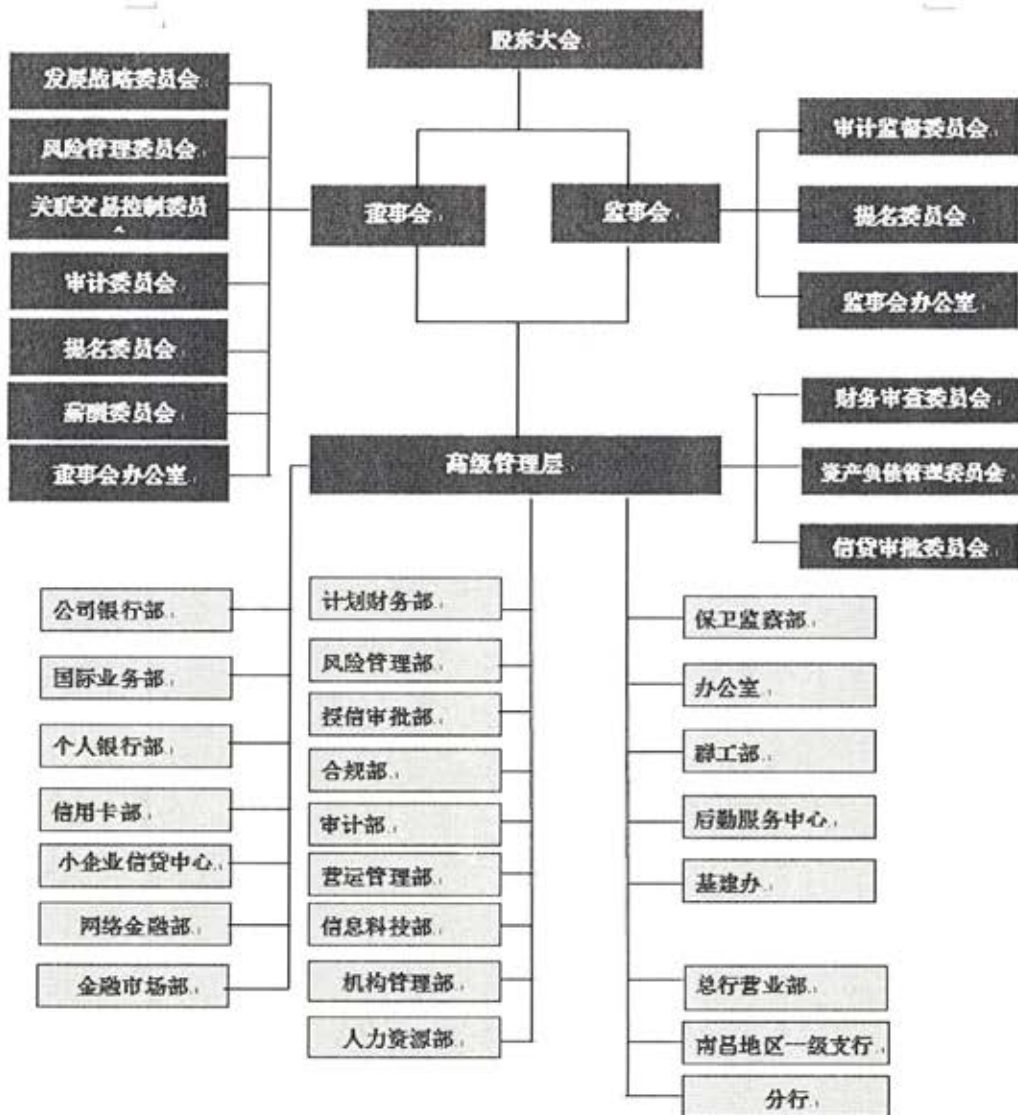 股东大会
发展战略委员会
风险管理委员会
关联交易控制委员
审计委员会
提名委员会
薪酬委员会
董事会办公室
董事会
监事会
审计监督委员会
提名委员会
监事会办公室
高级管理层
财务审查委员会
资产负债管理委员会
信贷审批委员会
公司银行部
国际业务部
个人银行部
信用卡部
小企业信贷中心
网络金融部
金融市场部
计划财务部
风险管理部
授信审批部
合规部
审计部
营运管理部
信息科技部
机构管理部
人力资源部
保卫监察部
办公室
群工部
后勤服务中心
基建办
总行营业部
南昌地区一级支行
分行